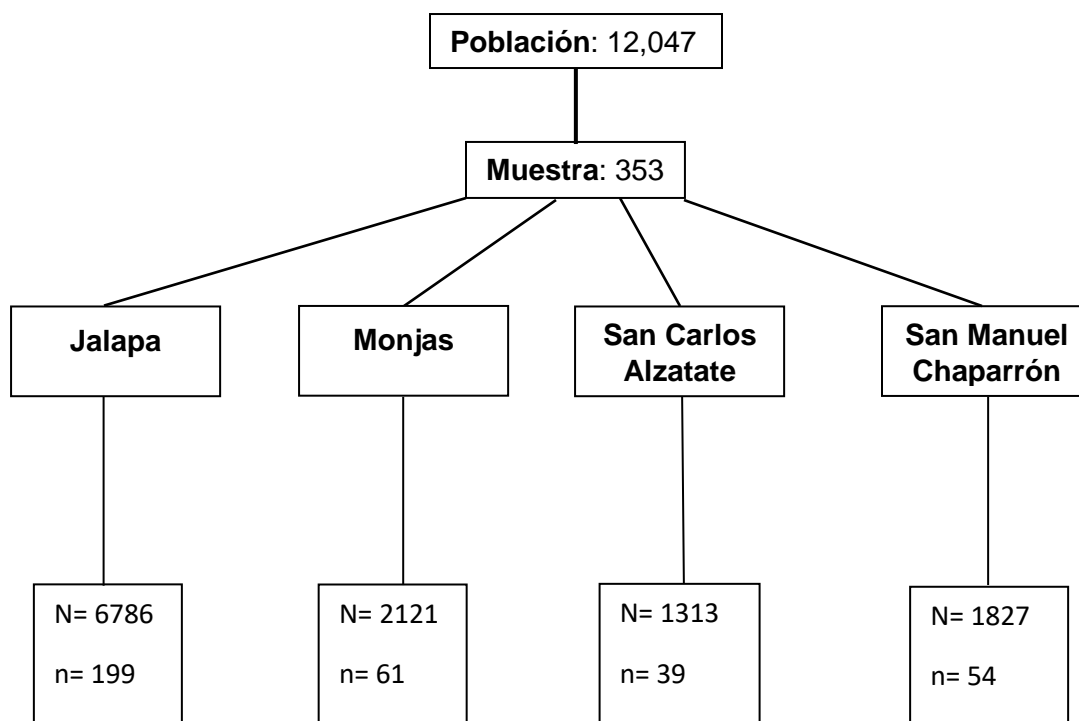 Población: 12,047
Muestra: 353
Jalapa
Monjas
San Carlos
Alzatate
San Manuel
Chaparrón
N= 6786
n= 199
N= 2121
n= 61
N= 1313
n= 39
N= 1827
n= 54